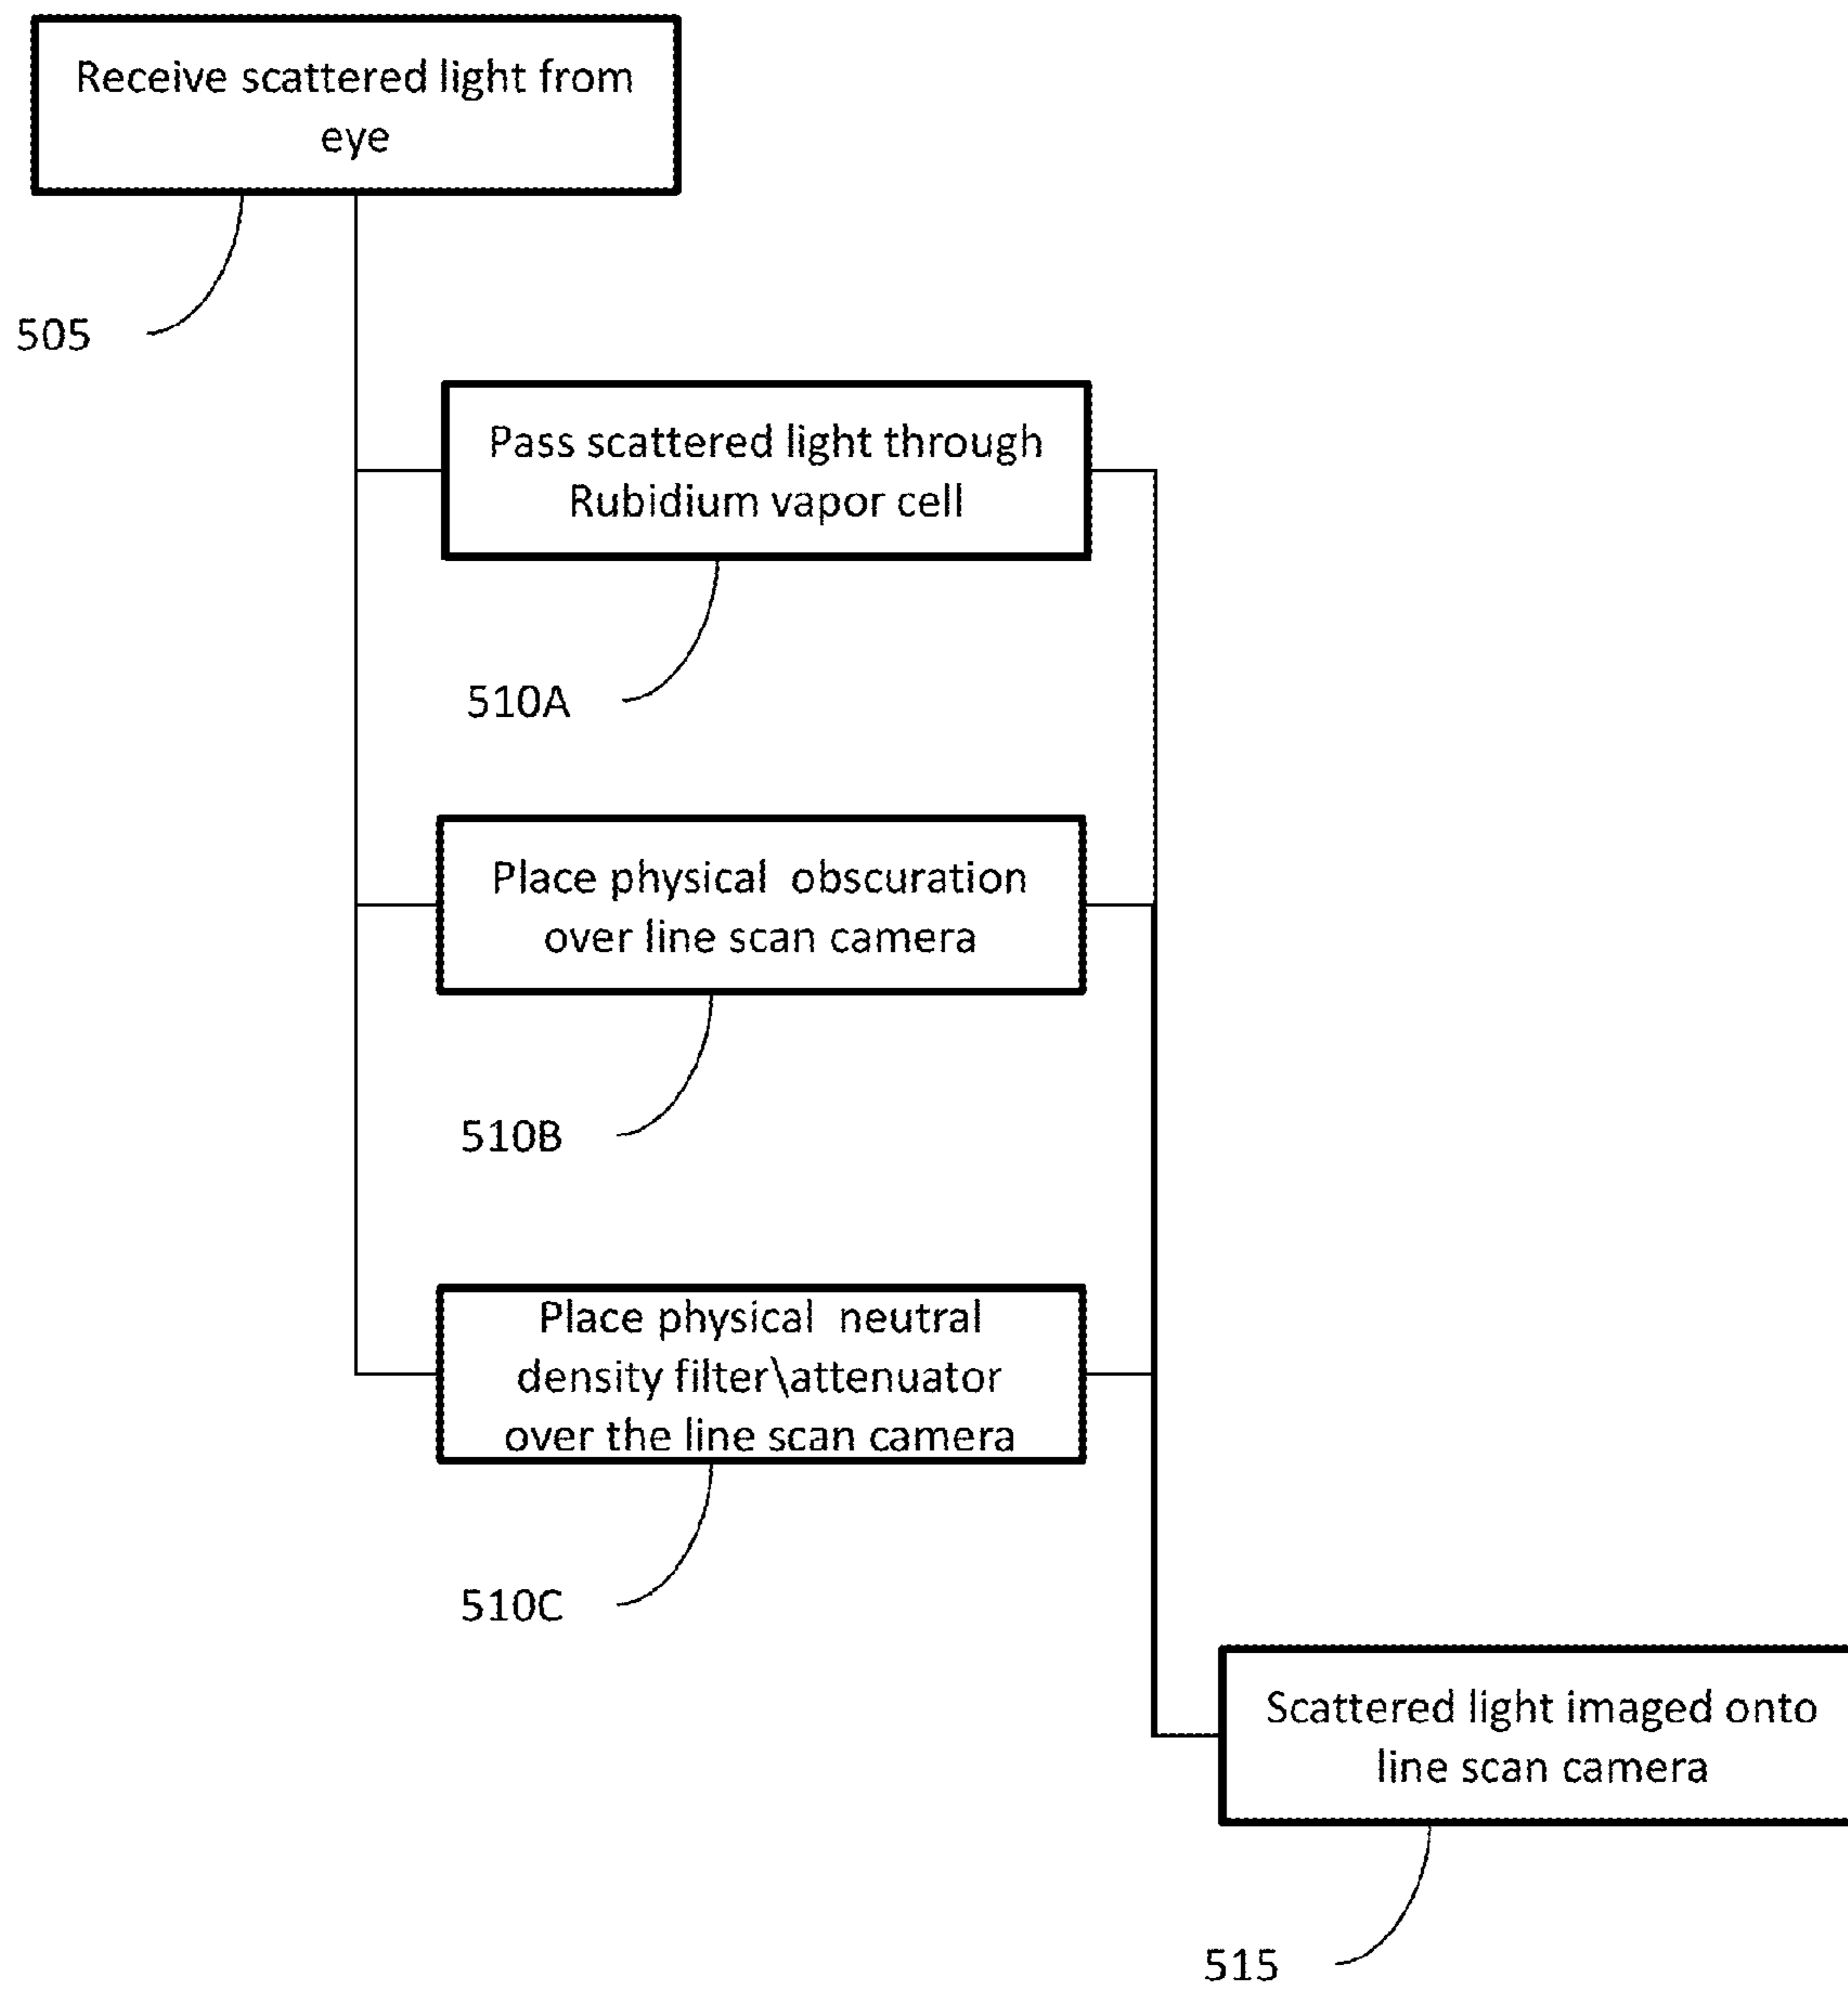 Receive scattered light from
eye
505
Pass scattered light through
Rubidium vapor cell
510A
Place physical obscuration
over line scan camera
510B
Place physical neutral
density filter\attenuator
over the line scan camera
510C
Scattered light imaged onto
line scan camera
515